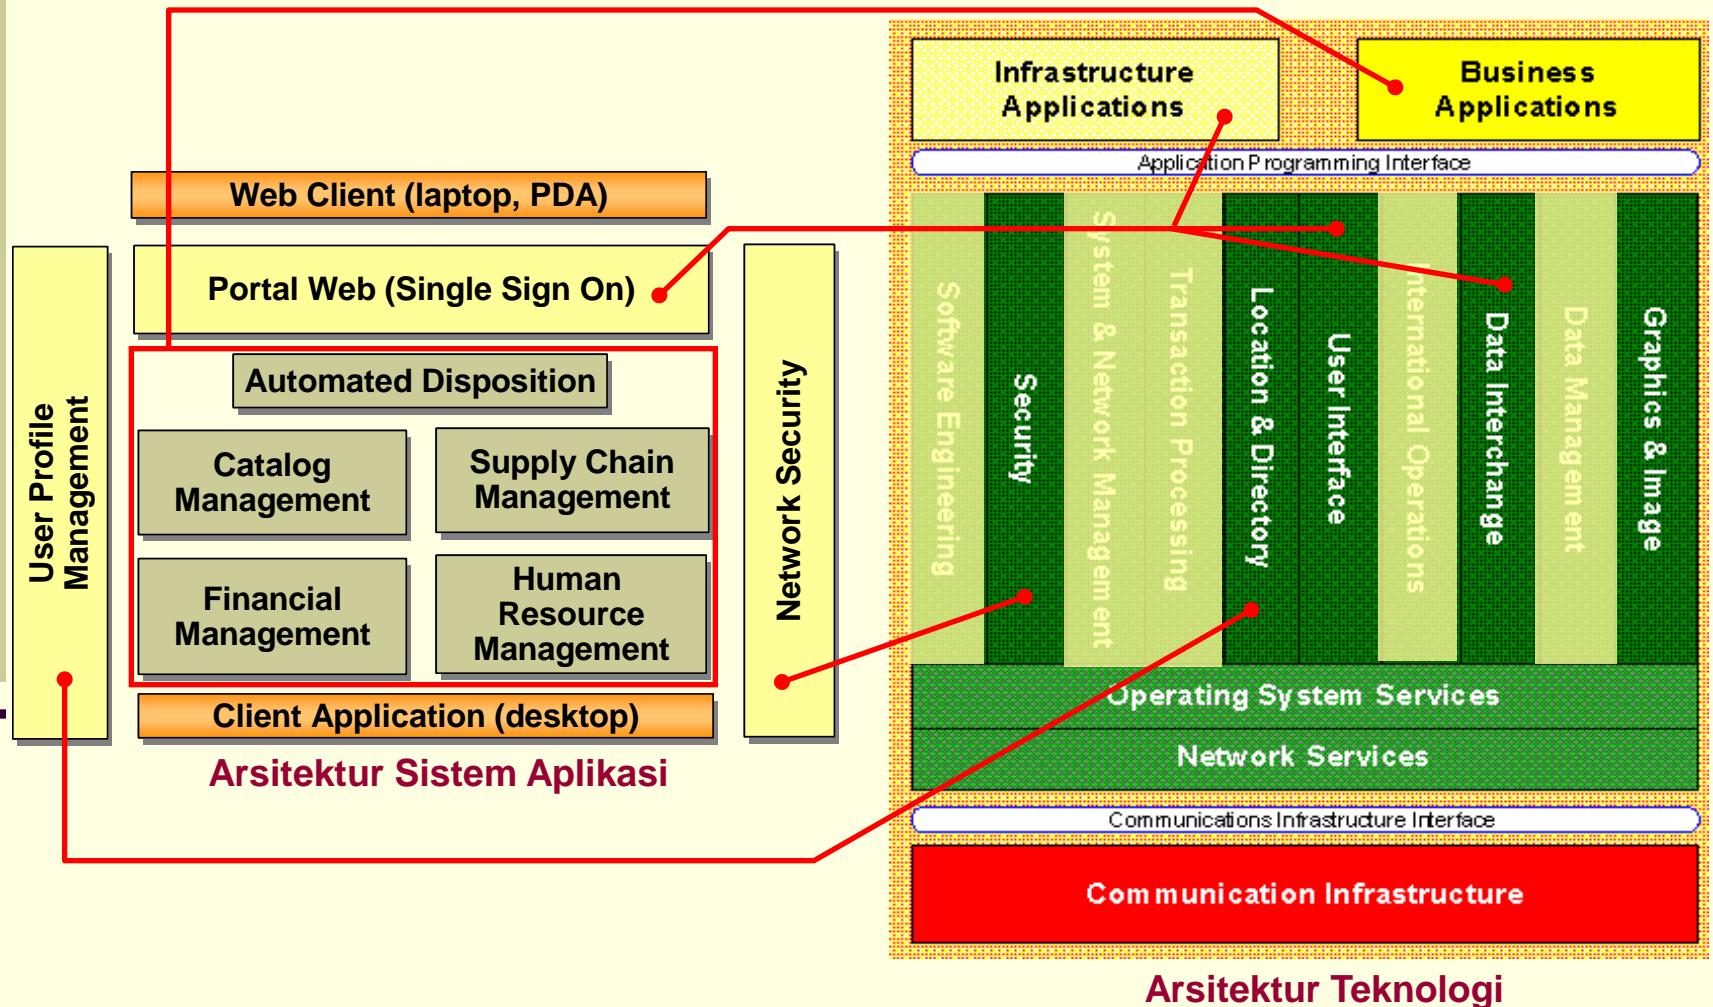 Web Client (laptop, PDA)
Portal Web (Single Sign On)
User Profile
Management
Automated Disposition
Catalog
Management
Supply Chain
Management
Financial
Management
Human
Resource
Management
Network Security
Client Application (desktop)
Arsitektur Sistem Aplikasi
Infrastructure
Applications
Business
Applications
Application Programming Interface
Software Engineering
Security
System & Network Management
Transaction Processing
Location & Directory
User Interface
International Operations
Data Interchange
Data Management
Graphics & Image
Operating System Services
Network Services
Communications Infrastructure Interface
Communication Infrastructure
Arsitektur Teknologi